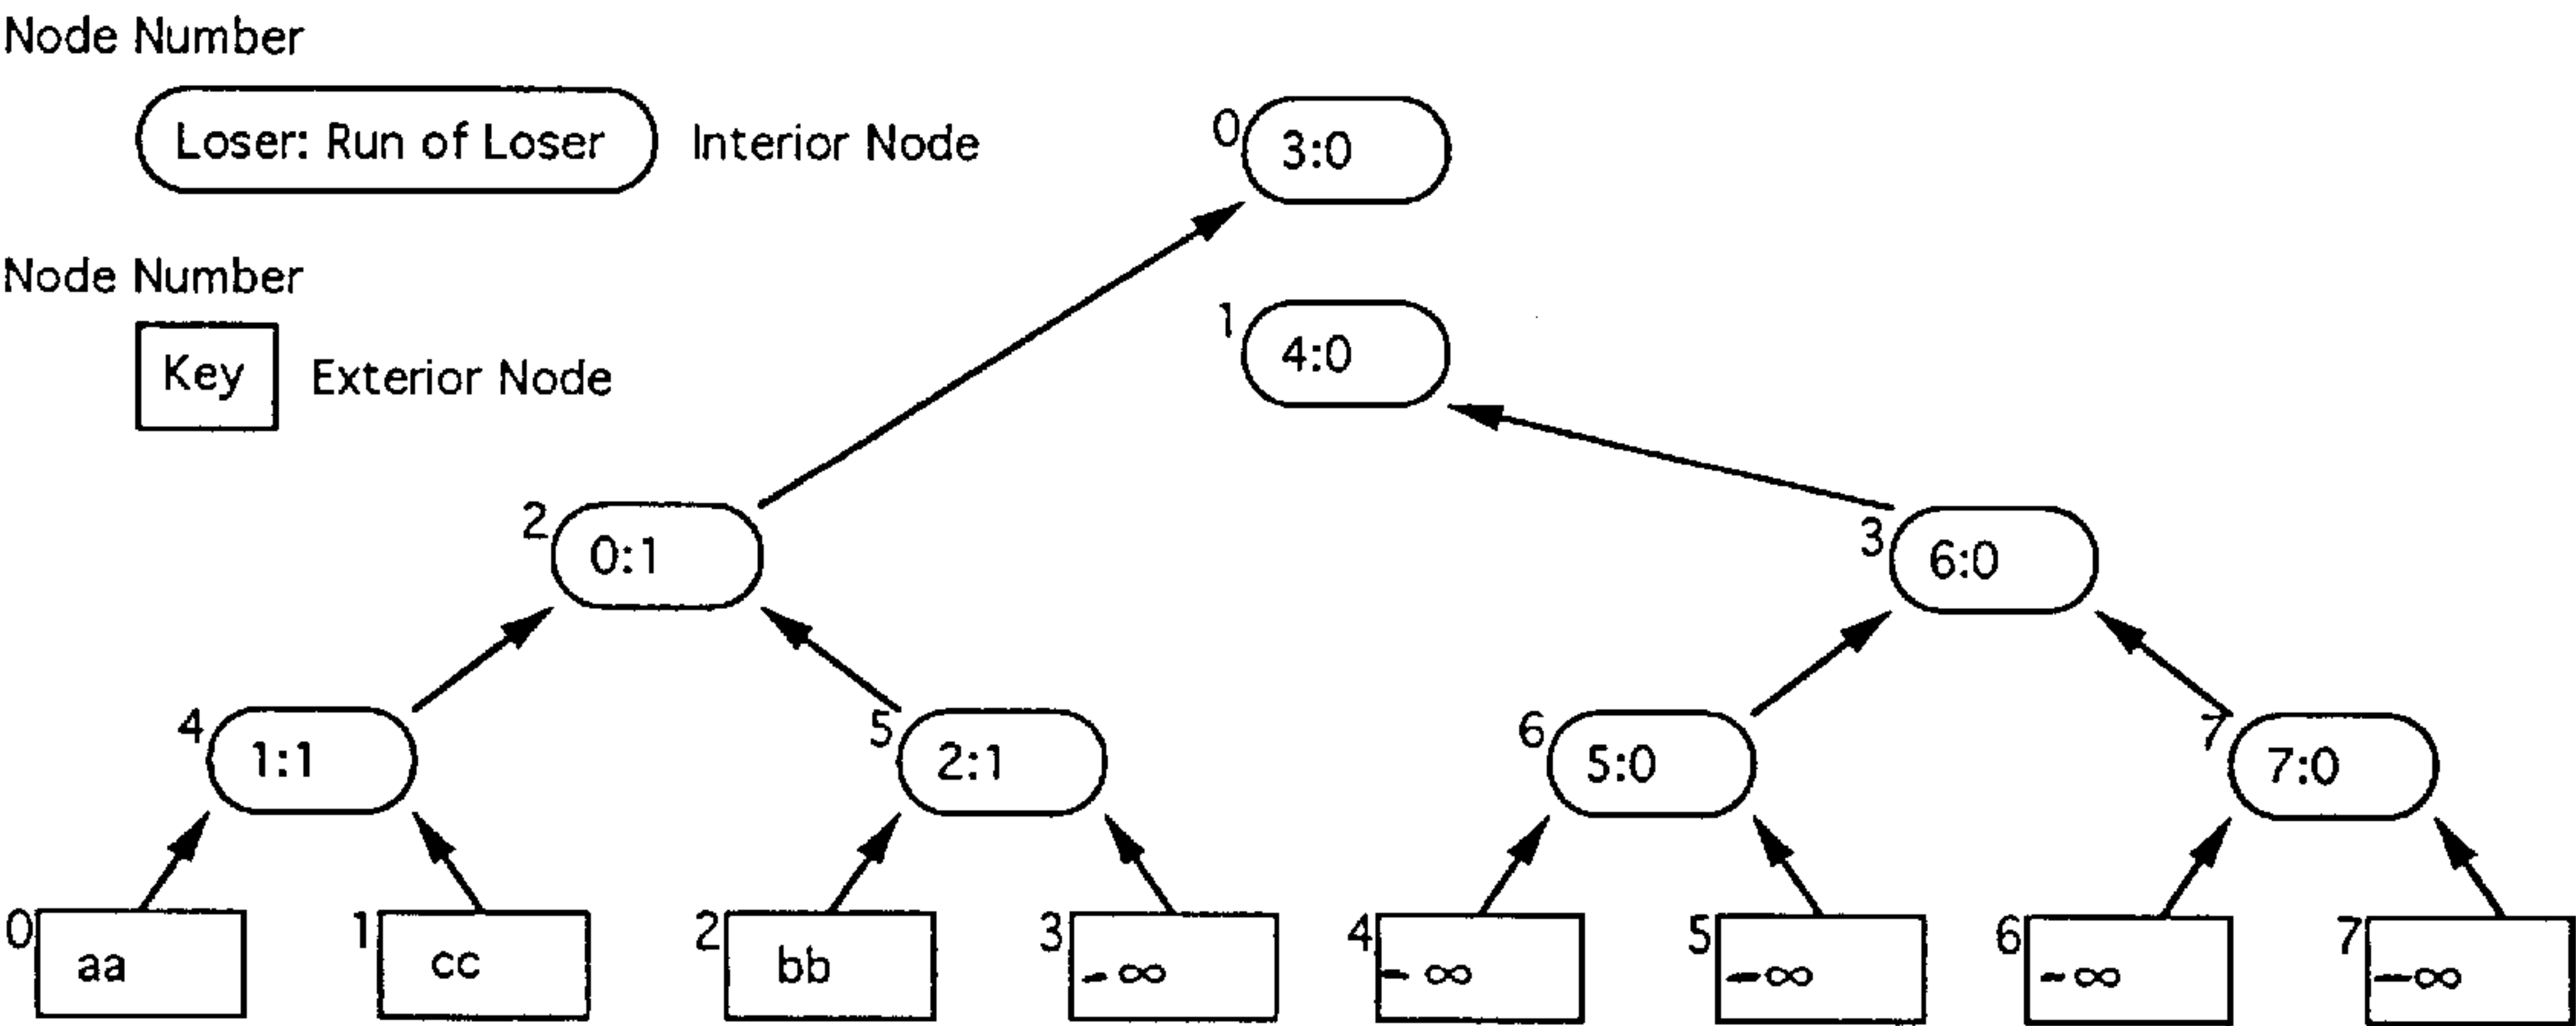 Node Number
Loser: Run of Loser Interior Node
Node Number
Key Exterior Node
0 3:0
1 4:0
2 0:1
3 6:0
4 1:1
5 2:1
6 5:0
7 7:0
0 aa
1 cc
2 bb
3 -∞
4 -∞
5 -∞
6 -∞
7 -∞